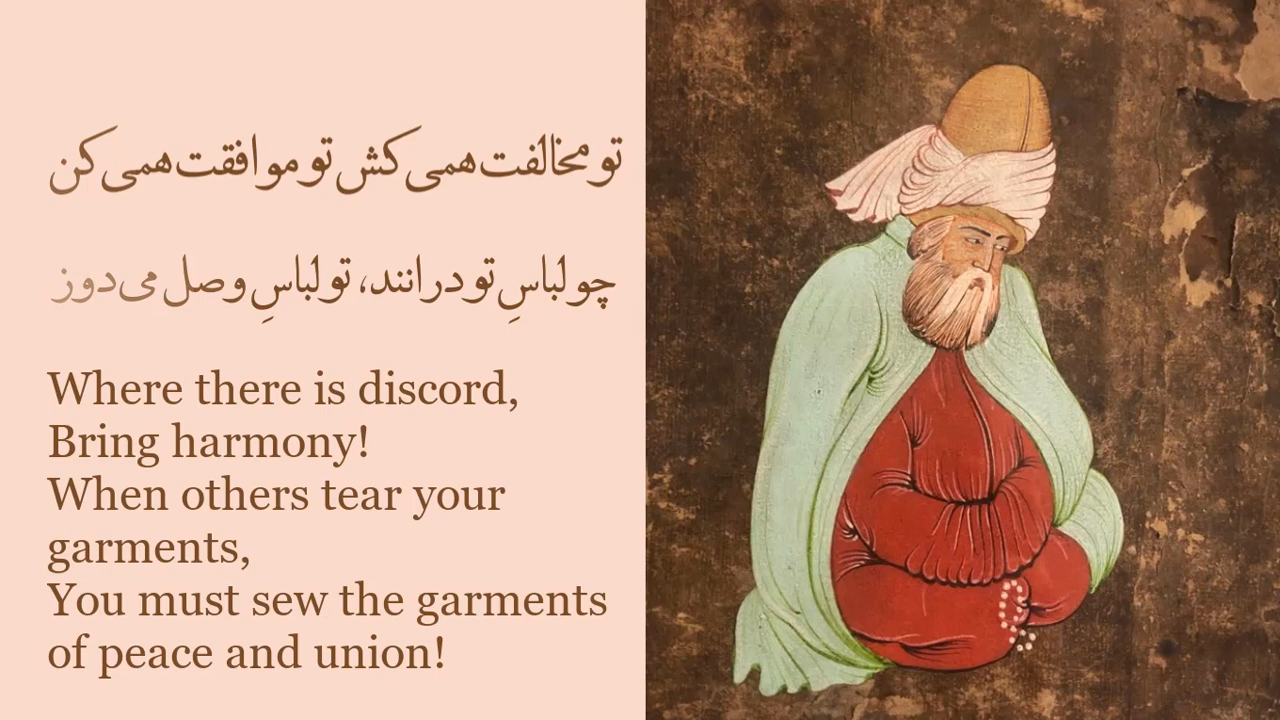 تو مخالفت همی‌کش تو موافقت همی‌کن
چو لباسِ تو درانند، تو لباسِ وصل می‌دوز
Where there is discord,
Bring harmony!
When others tear your
garments,
You must sew the garments
of peace and union!